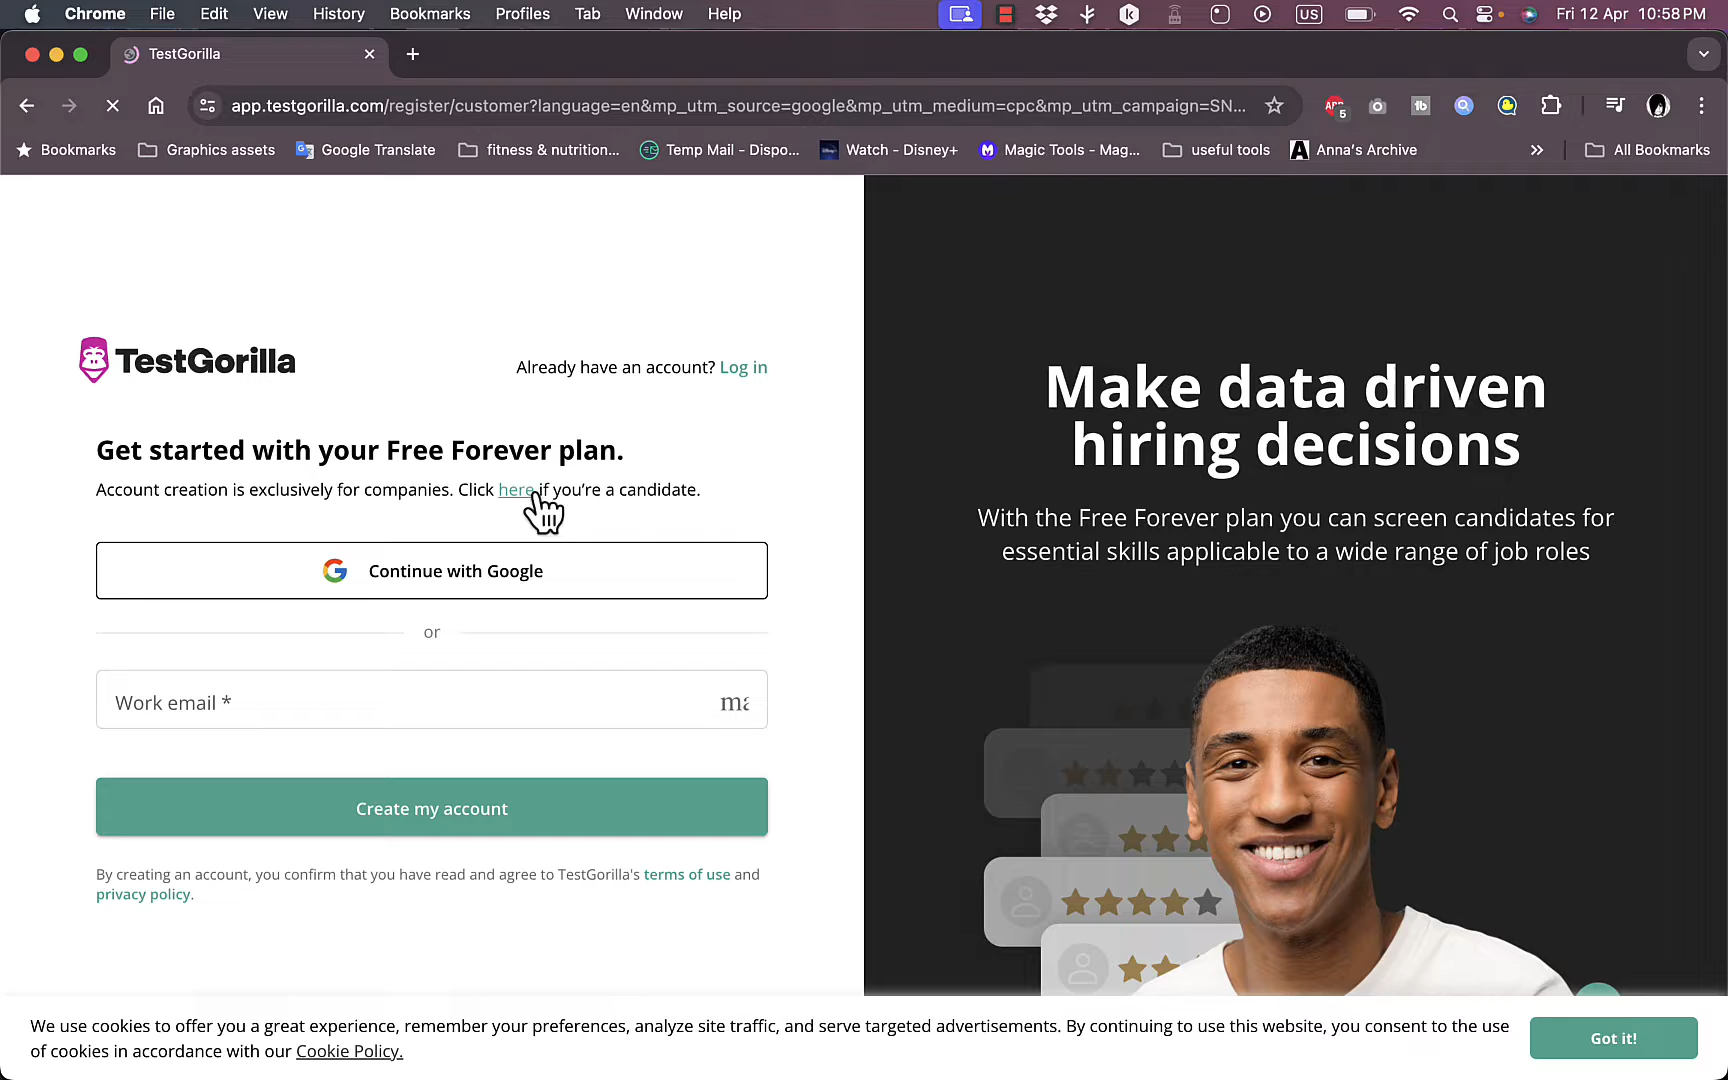 Chrome File Edit View History Bookmarks Profiles Tab Window Help US Fri 12 Apr 10:58 PM
TestGorilla
app.testgorilla.com/register/customer?language=en&mp_utm_source=google&mp_utm_medium=cpc&mp_utm_campaign=SN... ABP 5 tb
Bookmarks Graphics assets Google Translate fitness & nutrition... Temp Mail - Dispo... Watch - Disney+ Magic Tools - Mag... useful tools Anna's Archive All Bookmarks
TestGorilla
Already have an account? Log in
Get started with your Free Forever plan.
Account creation is exclusively for companies. Click here if you’re a candidate.
Continue with Google
or
Work email * ma
Create my account
By creating an account, you confirm that you have read and agree to TestGorilla's terms of use and
privacy policy.
Make data driven
hiring decisions
With the Free Forever plan you can screen candidates for
essential skills applicable to a wide range of job roles
We use cookies to offer you a great experience, remember your preferences, analyze site traffic, and serve targeted advertisements. By continuing to use this website, you consent to the use
of cookies in accordance with our Cookie Policy.
Got it!